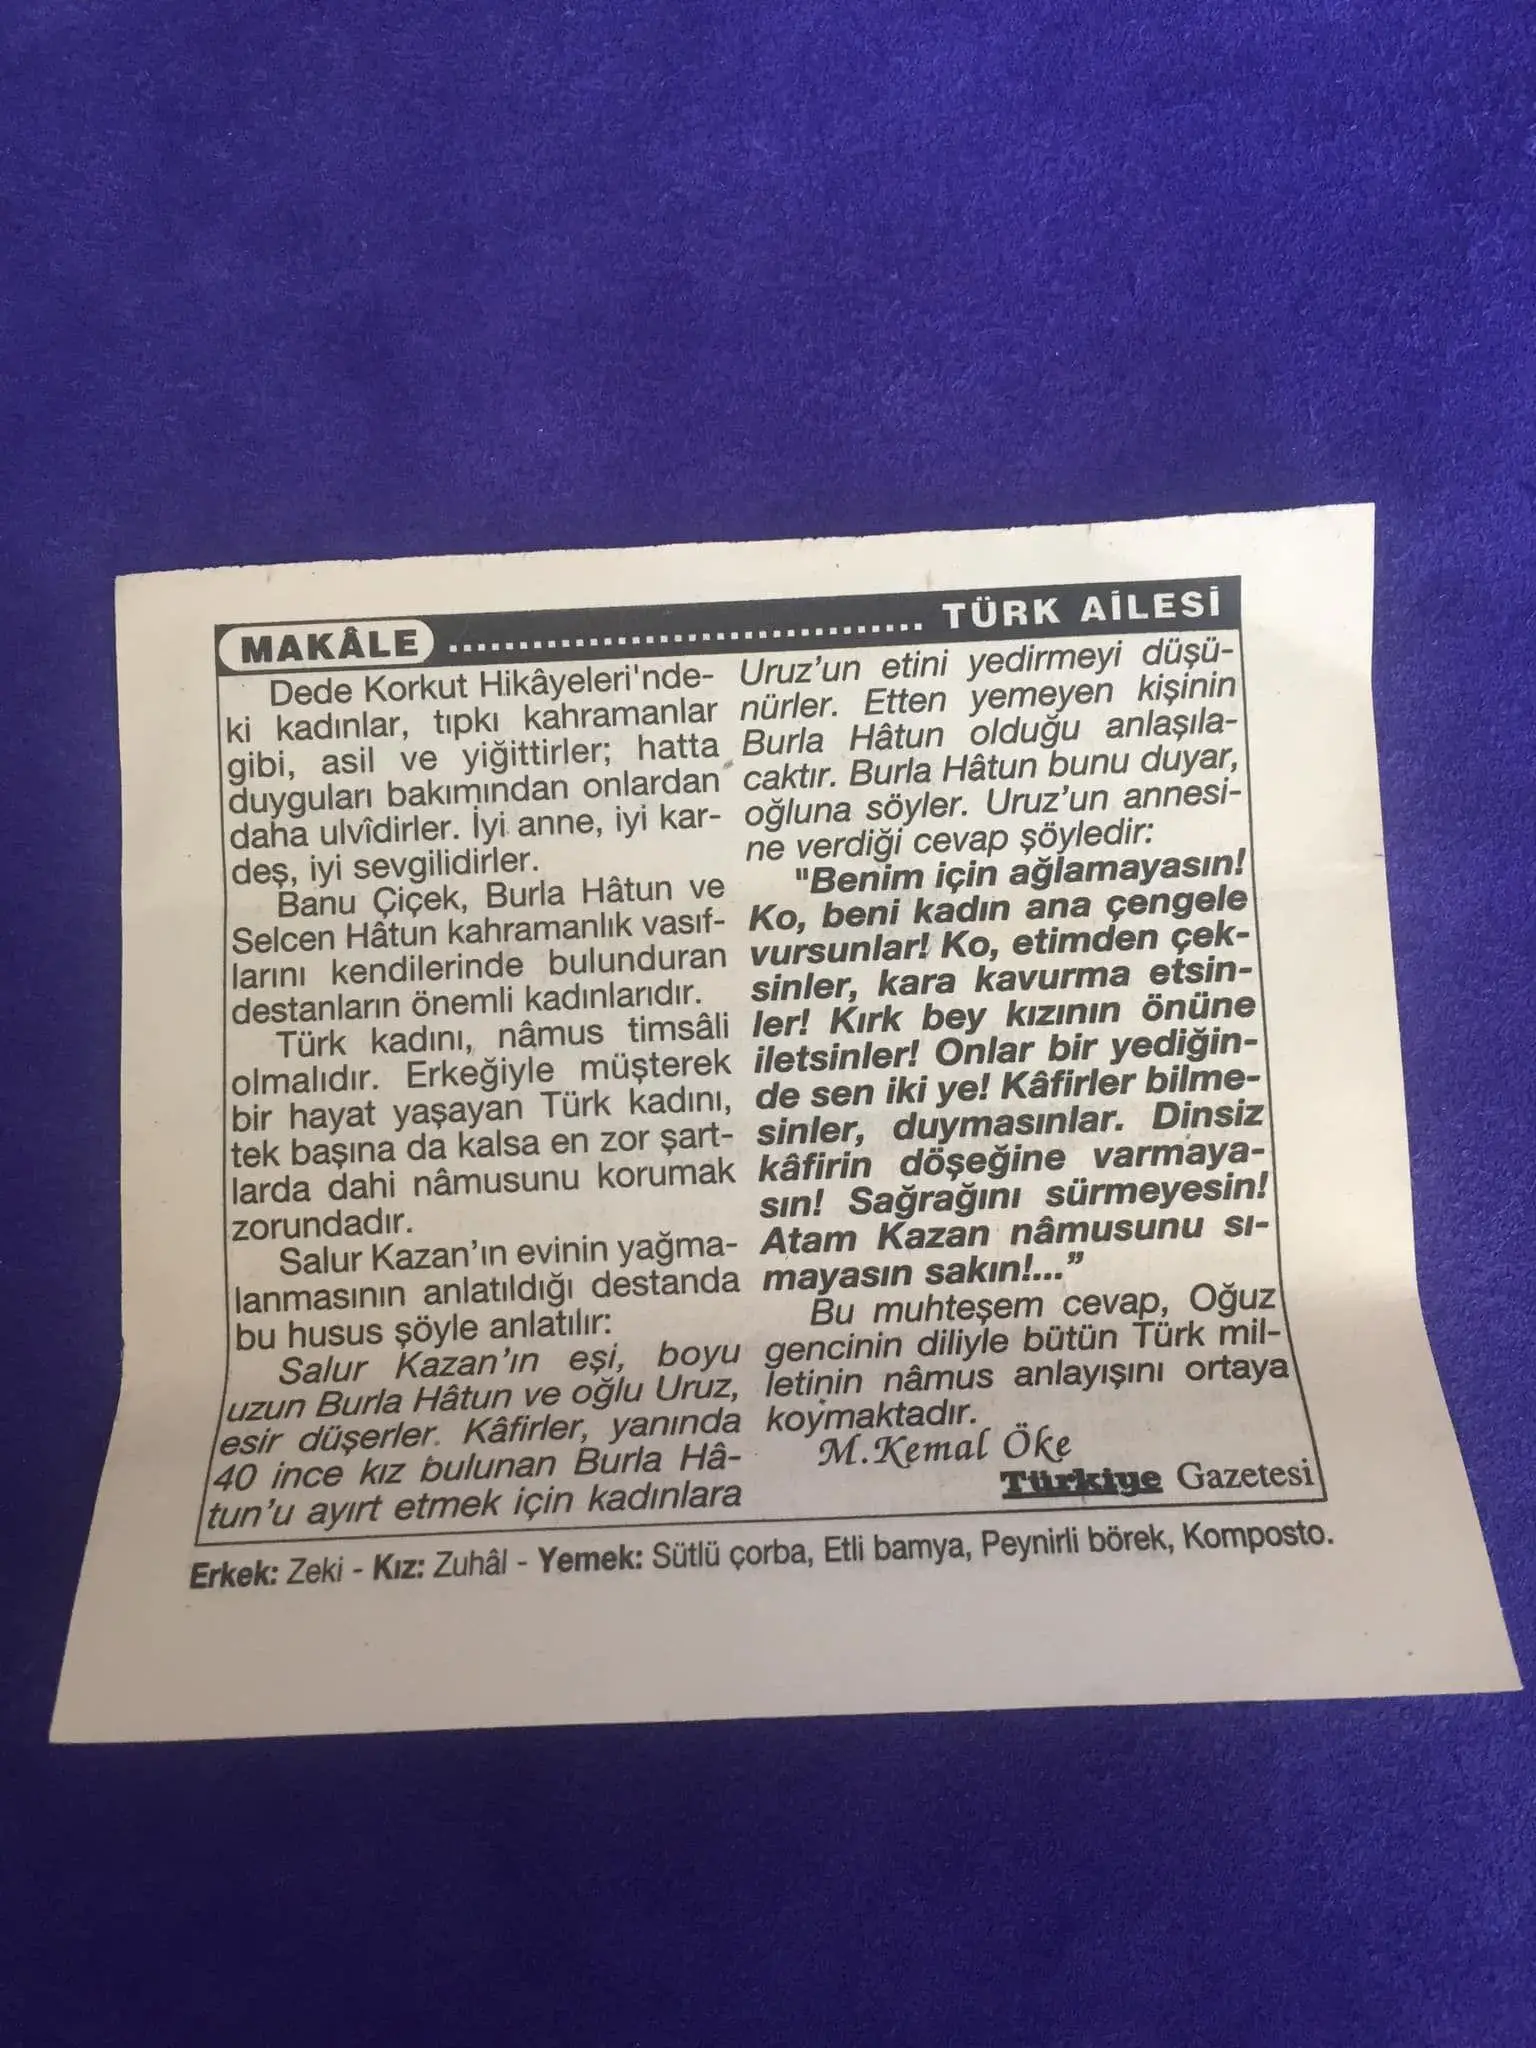 MAKÂLE ........................................ TÜRK AİLESİ
Dede Korkut Hikâyeleri'nde-
ki kadınlar, tıpkı kahramanlar
gibi, asil ve yiğittirler; hatta
duyguları bakımından onlardan
daha ulvîdirler. İyi anne, iyi kar-
deş, iyi sevgilidirler.
Banu Çiçek, Burla Hâtun ve
Selcen Hâtun kahramanlık vasıf-
larını kendilerinde bulunduran
destanların önemli kadınlarıdır.
Türk kadını, nâmus timsâli
olmalıdır. Erkeğiyle müşterek
bir hayat yaşayan Türk kadını,
tek başına da kalsa en zor şart-
larda dahi nâmusunu korumak
zorundadır.
Salur Kazan'ın evinin yağma-
lanmasının anlatıldığı destanda
bu husus şöyle anlatılır:
Salur Kazan'ın eşi, boyu
uzun Burla Hâtun ve oğlu Uruz,
esir düşerler. Kâfirler, yanında
40 ince kız bulunan Burla Hâ-
tun'u ayırt etmek için kadınlara
Uruz'un etini yedirmeyi düşü-
nürler. Etten yemeyen kişinin
Burla Hâtun olduğu anlaşıla-
caktır. Burla Hâtun bunu duyar,
oğluna söyler. Uruz'un annesi-
ne verdiği cevap şöyledir:
"Benim için ağlamayasın!
Ko, beni kadın ana çengele
vursunlar! Ko, etimden çek-
sinler, kara kavurma etsin-
ler! Kırk bey kızının önüne
iletsinler! Onlar bir yediğin-
de sen iki ye! Kâfirler bilme-
sinler, duymasınlar. Dinsiz
kâfirin döşeğine varmaya-
sın! Sağrağını sürmeyesin!
Atam Kazan nâmusunu sı-
mayasın sakın!..."
Bu muhteşem cevap, Oğuz
gencinin diliyle bütün Türk mil-
letinin nâmus anlayışını ortaya
koymaktadır.
M.Kemal Öke
Türkiye Gazetesi
Erkek: Zeki - Kız: Zuhâl - Yemek: Sütlü çorba, Etli bamya, Peynirli börek, Komposto.